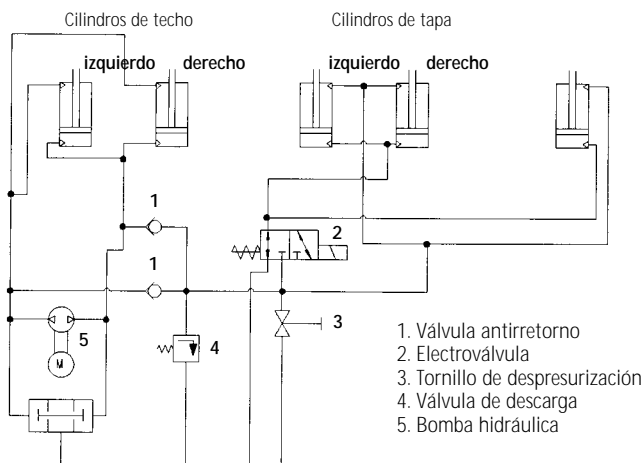 Cilindros de techo
Cilindros de tapa
izquierdo derecho
izquierdo derecho
1
2
1
3
4
5
M
1. Válvula antirretorno
2. Electroválvula
3. Tornillo de despresurización
4. Válvula de descarga
5. Bomba hidráulica